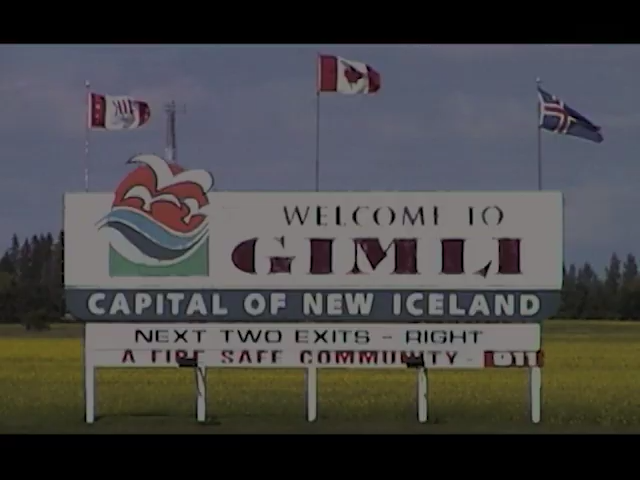 WELCOME TO
GIMLI
CAPITAL OF NEW ICELAND
NEXT TWO EXITS - RIGHT
A FIRE SAFE COMMUNITY - 911